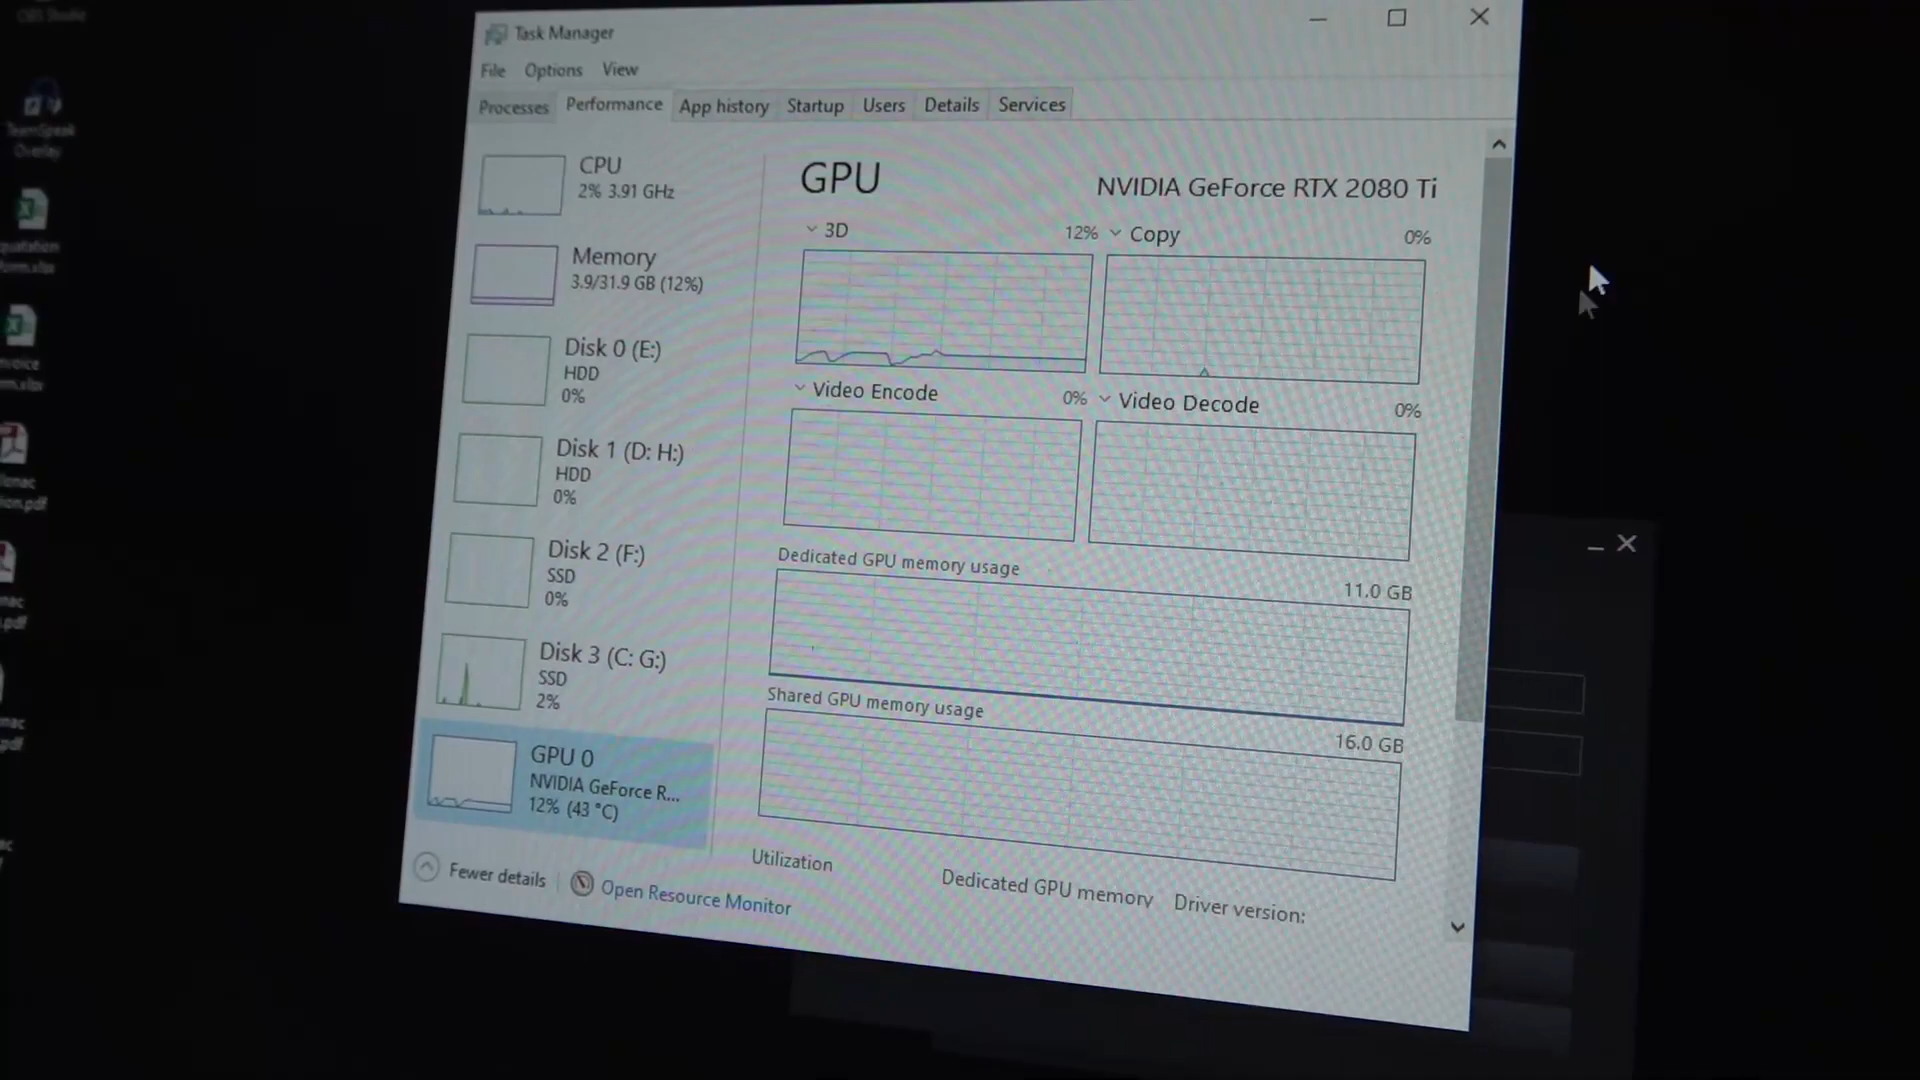 Task Manager
File Options View
Processes Performance App history Startup Users Details Services
CPU
2% 3.91 GHz
Memory
3.9/31.9 GB (12%)
Disk 0 (E:)
HDD
0%
Disk 1 (D: H:)
HDD
0%
Disk 2 (F:)
SSD
0%
Disk 3 (C: G:)
SSD
2%
GPU 0
NVIDIA GeForce R...
12% (43 °C)
GPU
NVIDIA GeForce RTX 2080 Ti
3D 12%
Copy 0%
Video Encode 0%
Video Decode 0%
Dedicated GPU memory usage 11.0 GB
Shared GPU memory usage 16.0 GB
Utilization
Dedicated GPU memory
Driver version:
Fewer details
Open Resource Monitor
TeamSpeak
Overlay